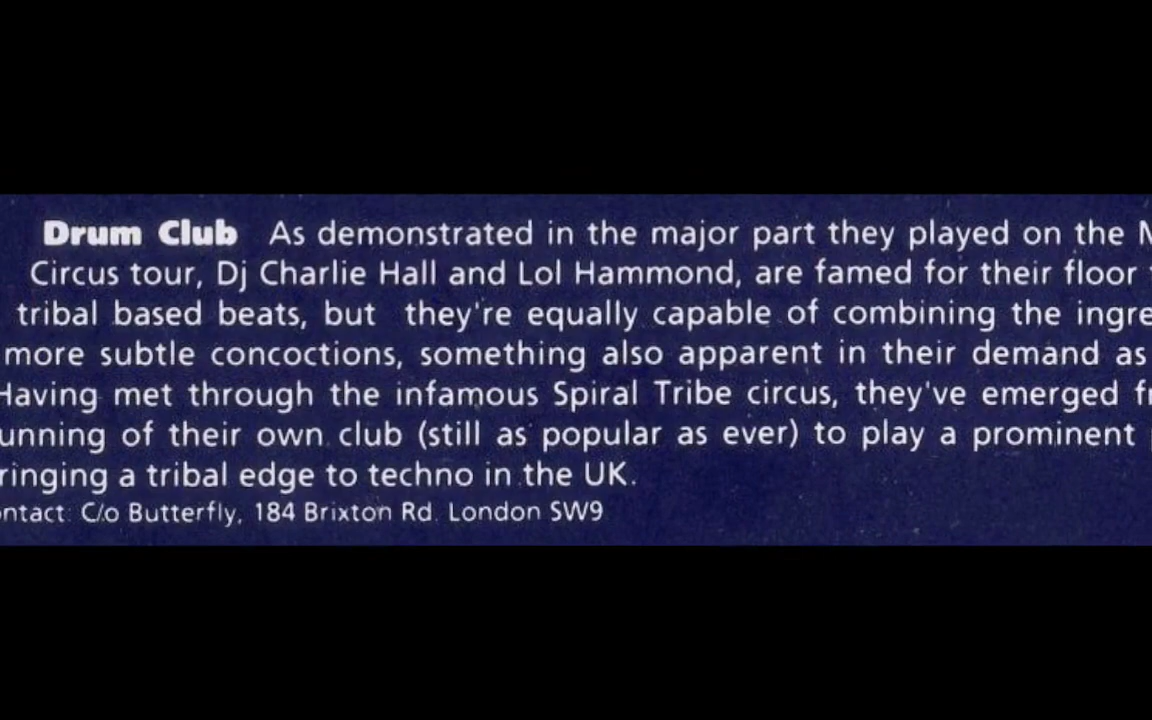 Drum Club As demonstrated in the major part they played on the M
Circus tour, Dj Charlie Hall and Lol Hammond, are famed for their floor
tribal based beats, but they're equally capable of combining the ingre
more subtle concoctions, something also apparent in their demand as
Having met through the infamous Spiral Tribe circus, they've emerged fr
unning of their own club (still as popular as ever) to play a prominent
ringing a tribal edge to techno in the UK.
ontact: C/o Butterfly, 184 Brixton Rd. London SW9